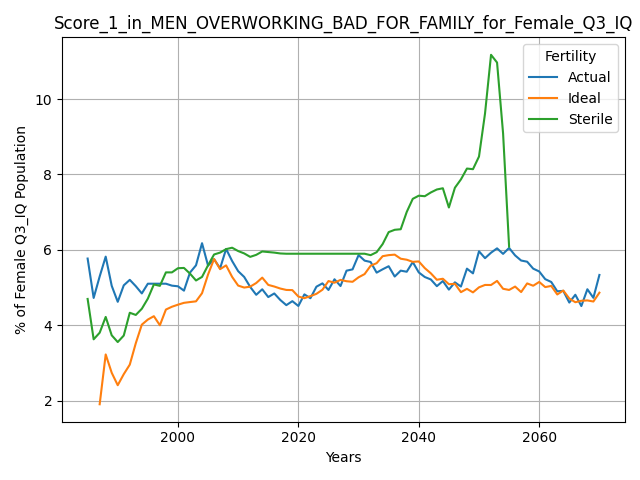 Score_1_in_MEN_OVERWORKING_BAD_FOR_FAMILY_for_Female_Q3_IQ
Fertility
Actual
Ideal
Sterile
% of Female Q3_IQ Population
10
8
6
4
2
2000 2020 2040 2060
Years